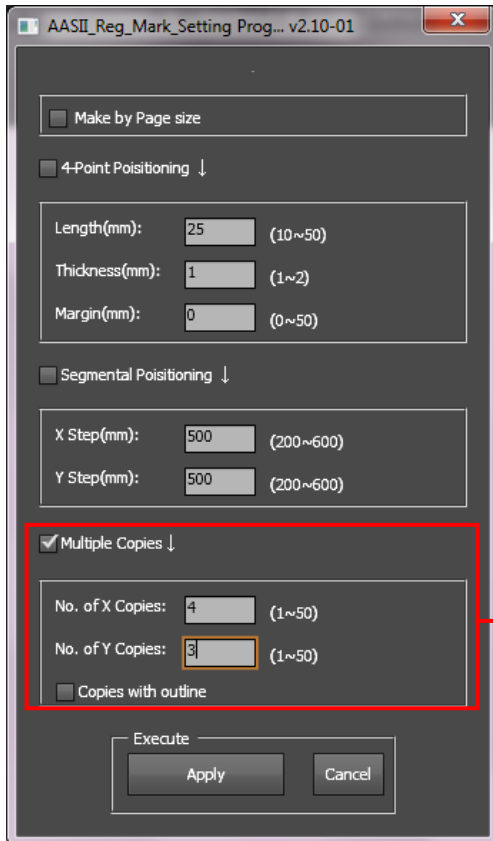 AASII_Reg_Mark_Setting Prog... v2.10-01
Make by Page size
4-Point Poisitioning ↓
Length(mm): 25 (10~50)
Thickness(mm): 1 (1~2)
Margin(mm): 0 (0~50)
Segmental Poisitioning ↓
X Step(mm): 500 (200~600)
Y Step(mm): 500 (200~600)
Multiple Copies ↓
No. of X Copies: 4 (1~50)
No. of Y Copies: 3 (1~50)
Copies with outline
Execute
Apply Cancel